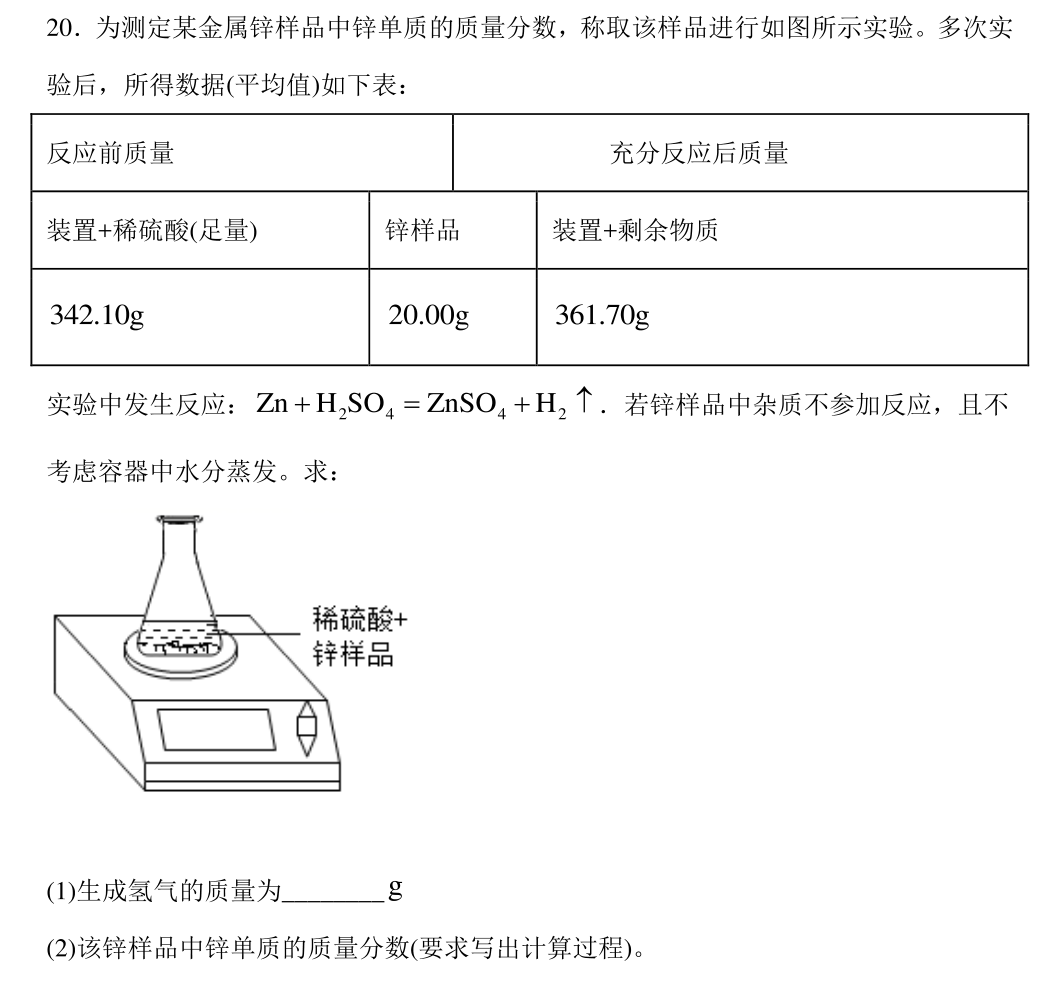 20．为测定某金属锌样品中锌单质的质量分数，称取该样品进行如图所示实验。多次实
验后，所得数据(平均值)如下表：
反应前质量 充分反应后质量
装置+稀硫酸(足量) 锌样品 装置+剩余物质
342.10g 20.00g 361.70g
实验中发生反应：Zn + H₂SO₄ = ZnSO₄ + H₂ ↑．若锌样品中杂质不参加反应，且不
考虑容器中水分蒸发。求：
稀硫酸+
锌样品
(1)生成氢气的质量为________g
(2)该锌样品中锌单质的质量分数(要求写出计算过程)。